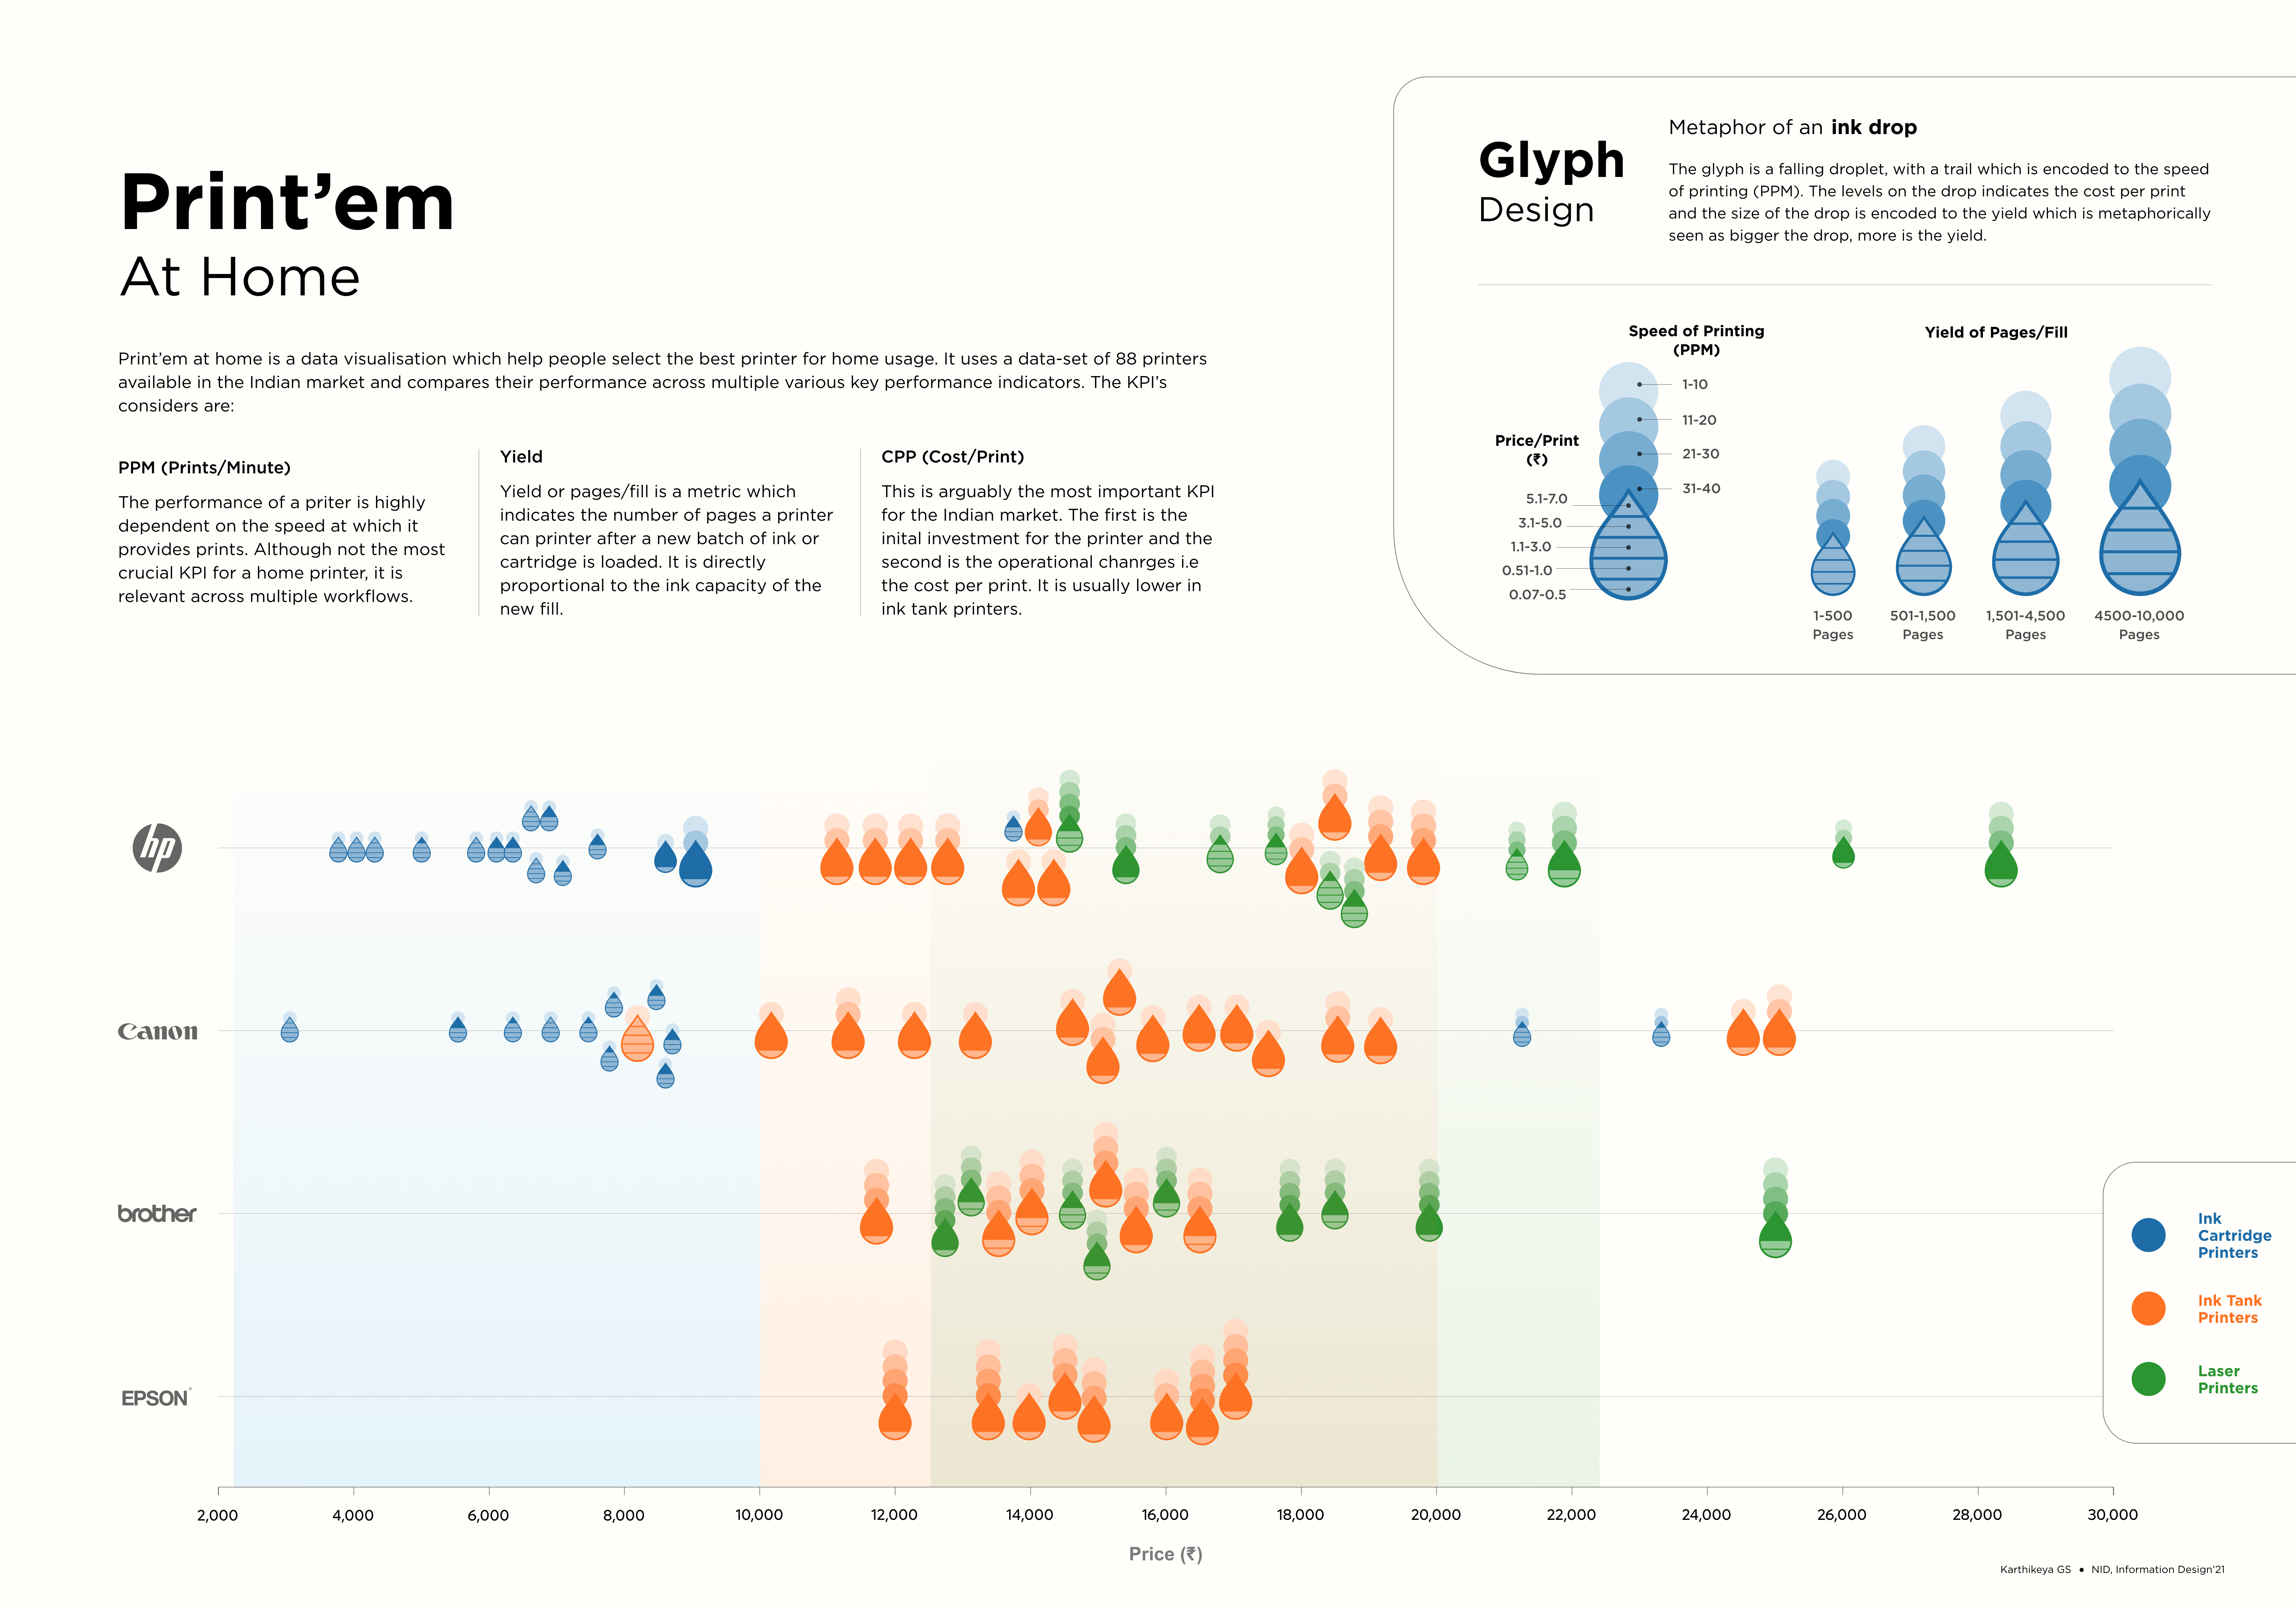 Print’em
At Home
Print’em at home is a data visualisation which help people select the best printer for home usage. It uses a data-set of 88 printers
available in the Indian market and compares their performance across multiple various key performance indicators. The KPI’s
considers are:
PPM (Prints/Minute)
The performance of a priter is highly
dependent on the speed at which it
provides prints. Although not the most
crucial KPI for a home printer, it is
relevant across multiple workflows.
Yield
Yield or pages/fill is a metric which
indicates the number of pages a printer
can printer after a new batch of ink or
cartridge is loaded. It is directly
proportional to the ink capacity of the
new fill.
CPP (Cost/Print)
This is arguably the most important KPI
for the Indian market. The first is the
inital investment for the printer and the
second is the operational chanrges i.e
the cost per print. It is usually lower in
ink tank printers.
Glyph
Design
Metaphor of an ink drop
The glyph is a falling droplet, with a trail which is encoded to the speed
of printing (PPM). The levels on the drop indicates the cost per print
and the size of the drop is encoded to the yield which is metaphorically
seen as bigger the drop, more is the yield.
Speed of Printing
(PPM)
1-10
11-20
21-30
31-40
Price/Print
(₹)
5.1-7.0
3.1-5.0
1.1-3.0
0.51-1.0
0.07-0.5
Yield of Pages/Fill
1-500
Pages
501-1,500
Pages
1,501-4,500
Pages
4500-10,000
Pages
hp
Canon
brother
EPSON
Ink
Cartridge
Printers
Ink Tank
Printers
Laser
Printers
2,000 4,000 6,000 8,000 10,000 12,000 14,000 16,000 18,000 20,000 22,000 24,000 26,000 28,000 30,000
Price (₹)
Karthikeya GS • NID, Information Design’21